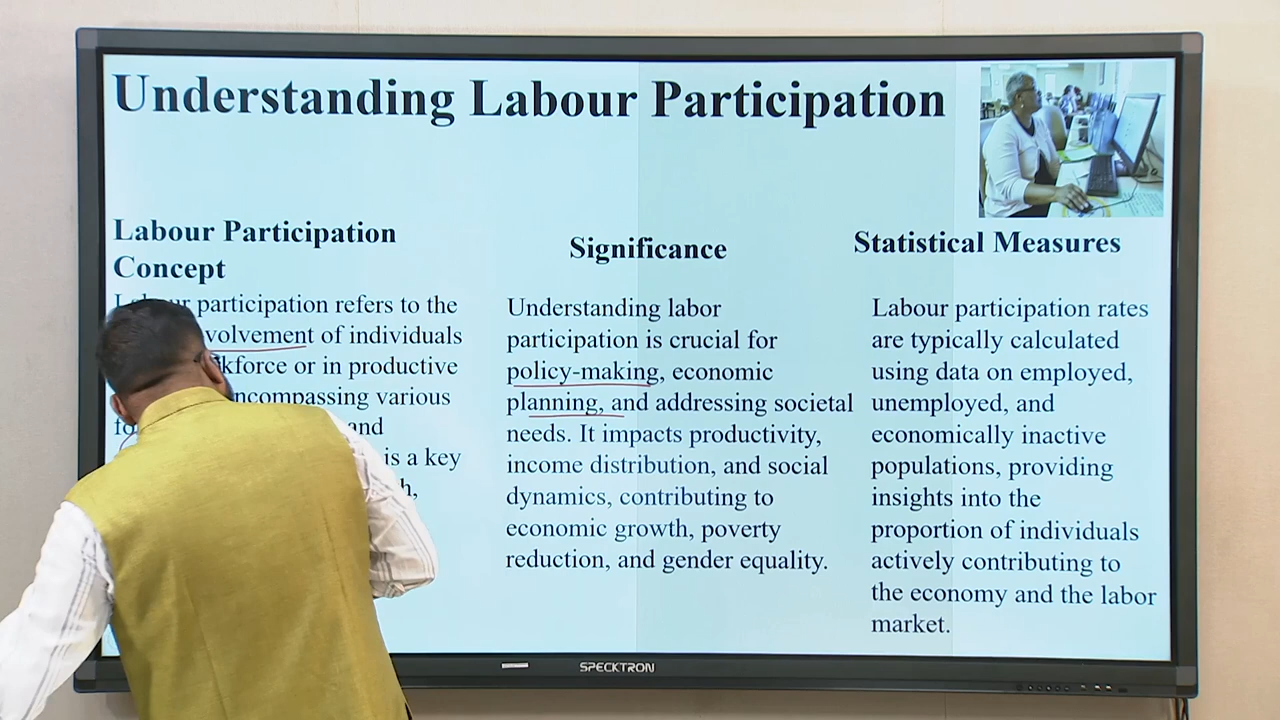 Understanding Labour Participation
Labour Participation
Concept
participation refers to the
of individuals
or in productive
various
and
is a key
Significance
Understanding labor
participation is crucial for
policy-making, economic
planning, and addressing societal
needs. It impacts productivity,
income distribution, and social
dynamics, contributing to
economic growth, poverty
reduction, and gender equality.
Statistical Measures
Labour participation rates
are typically calculated
using data on employed,
unemployed, and
economically inactive
populations, providing
insights into the
proportion of individuals
actively contributing to
the economy and the labor
market.
SPECKTRON